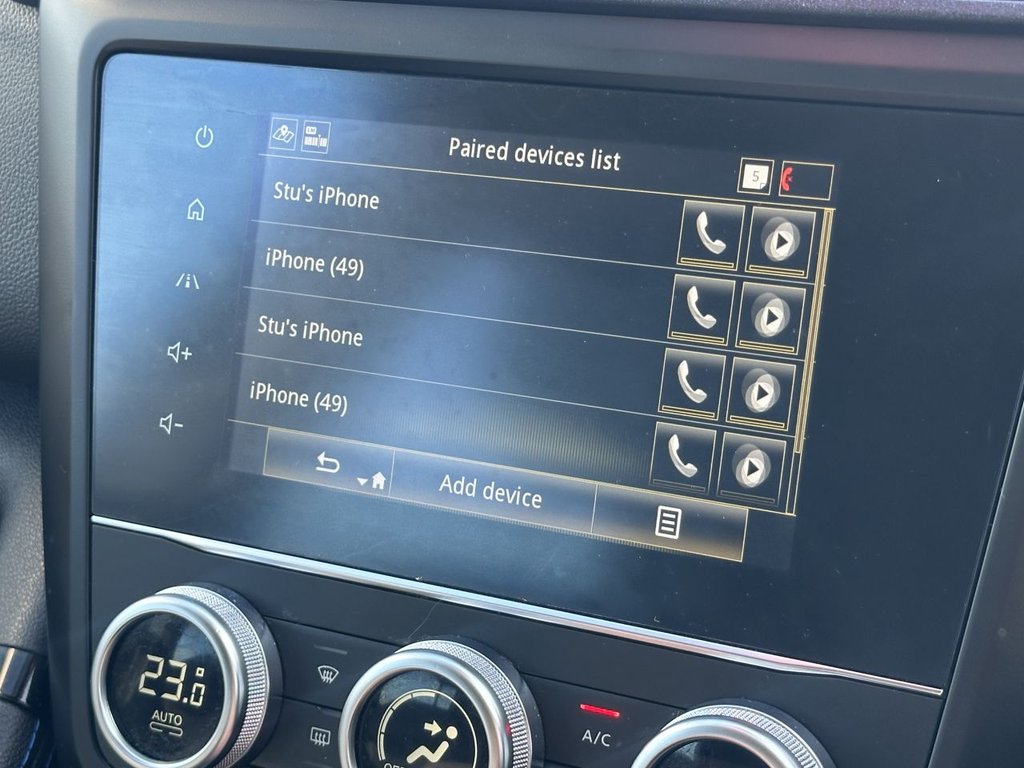 Paired devices list
5
Stu's iPhone
iPhone (49)
Stu's iPhone
iPhone (49)
Add device
23.0
AUTO
A/C